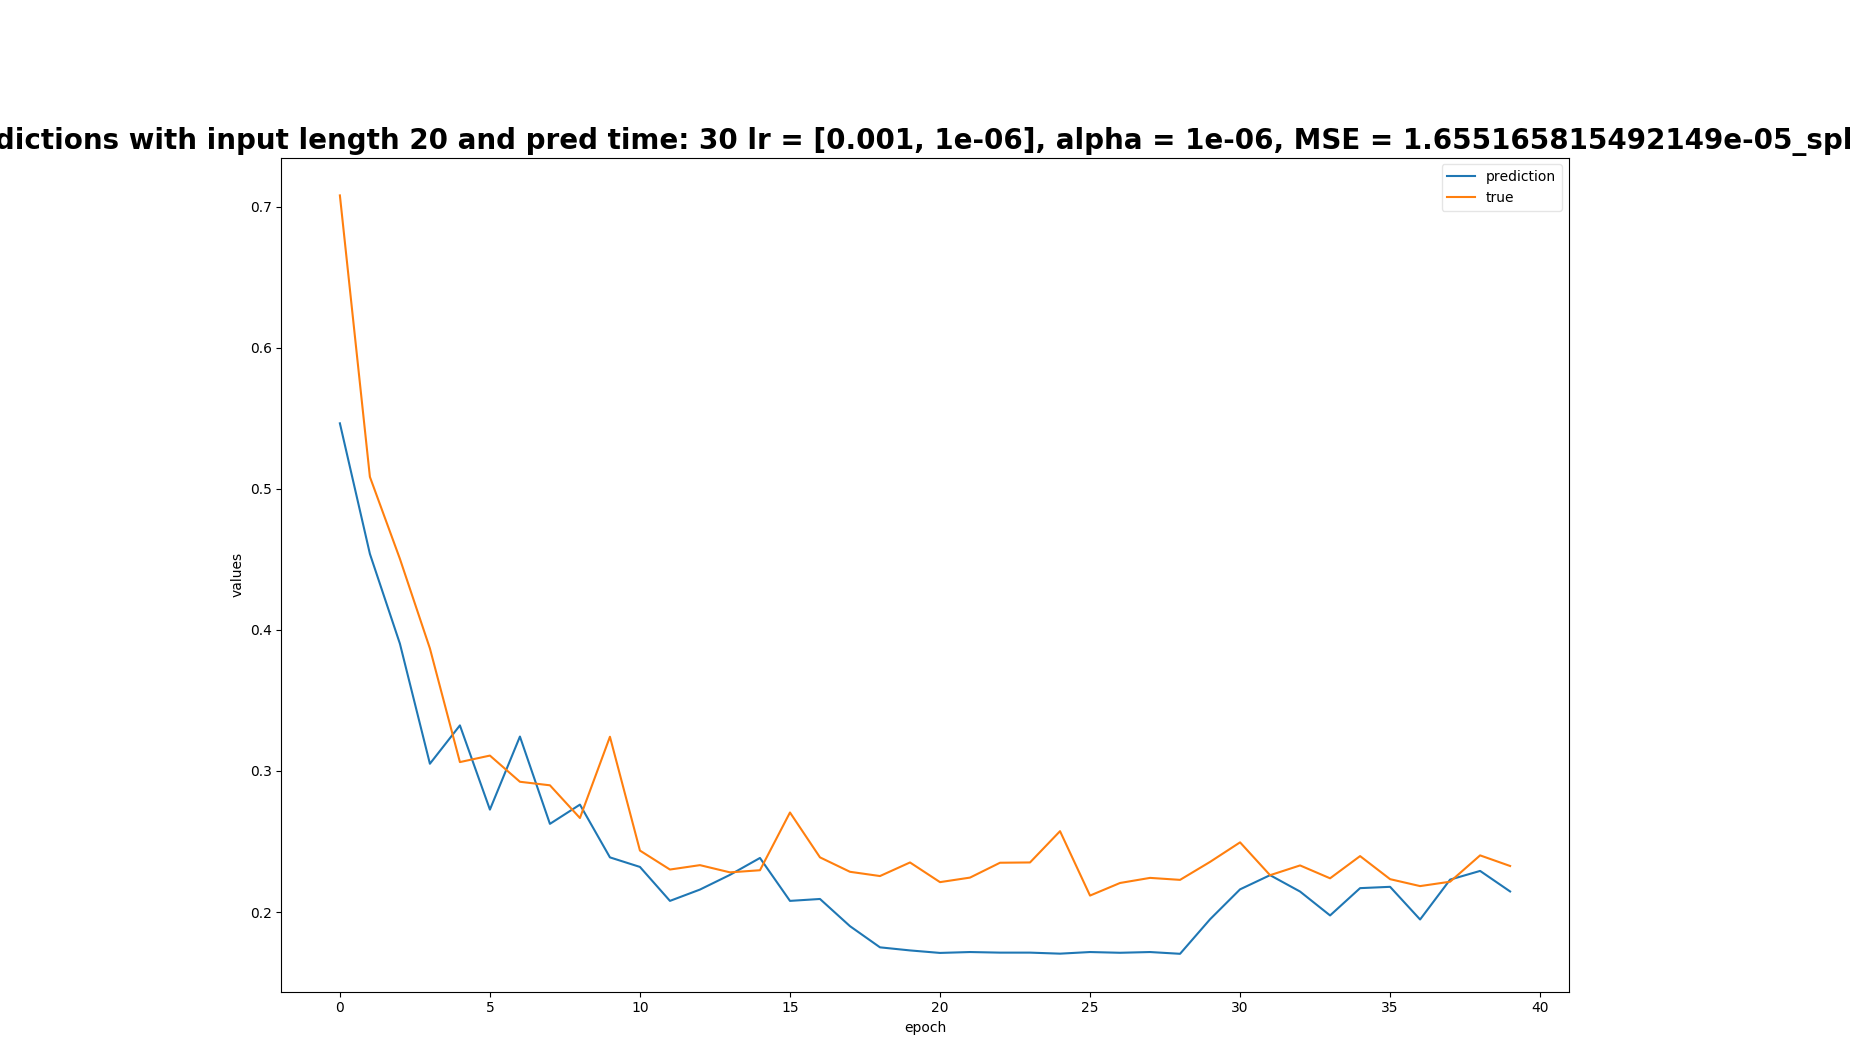 dictions with input length 20 and pred time: 30 lr = [0.001, 1e-06], alpha = 1e-06, MSE = 1.655165815492149e-05_spl
prediction
true
0.7
0.6
0.5
0.4
0.3
0.2
values
0 5 10 15 20 25 30 35 40
epoch